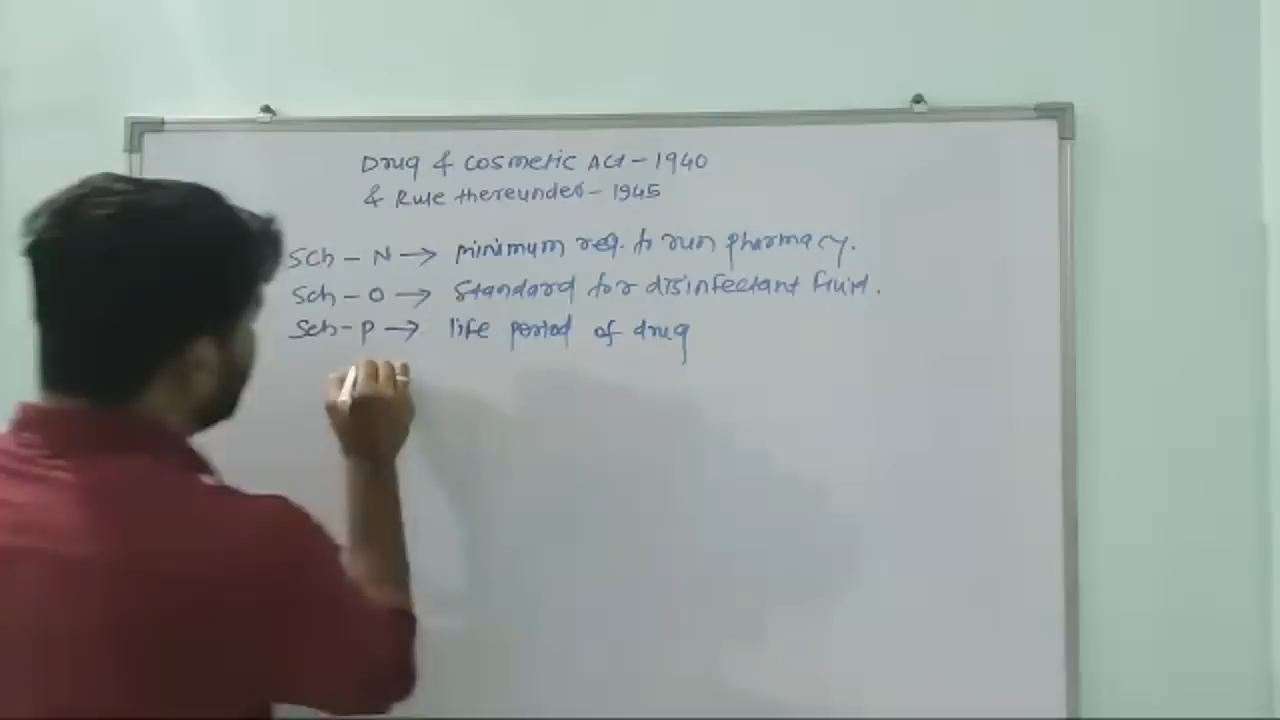 Drug & Cosmetic Act - 1940
& Rule thereunder - 1945
Sch - N → minimum req. to run pharmacy.
Sch - O → Standard for disinfectant fluid.
Sch - P → life period of drug